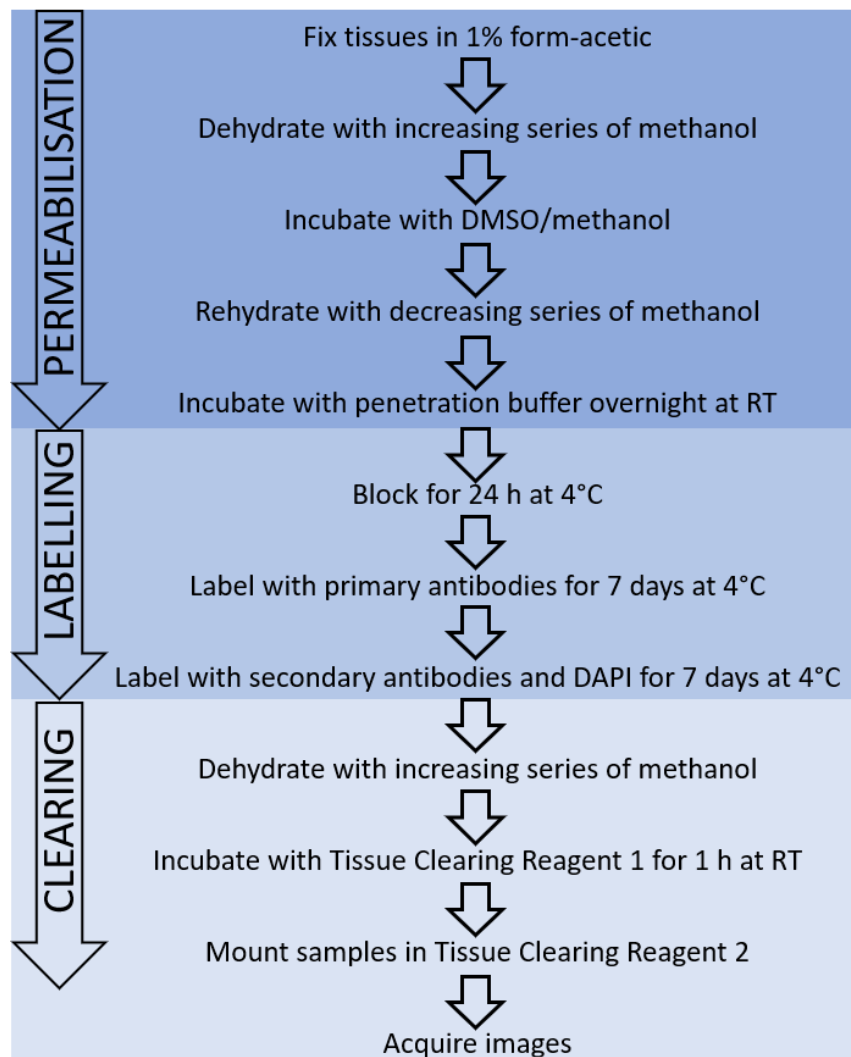 PERMEABILISATION
Fix tissues in 1% form-acetic
Dehydrate with increasing series of methanol
Incubate with DMSO/methanol
Rehydrate with decreasing series of methanol
Incubate with penetration buffer overnight at RT
LABELLING
Block for 24 h at 4°C
Label with primary antibodies for 7 days at 4°C
Label with secondary antibodies and DAPI for 7 days at 4°C
CLEARING
Dehydrate with increasing series of methanol
Incubate with Tissue Clearing Reagent 1 for 1 h at RT
Mount samples in Tissue Clearing Reagent 2
Acquire images